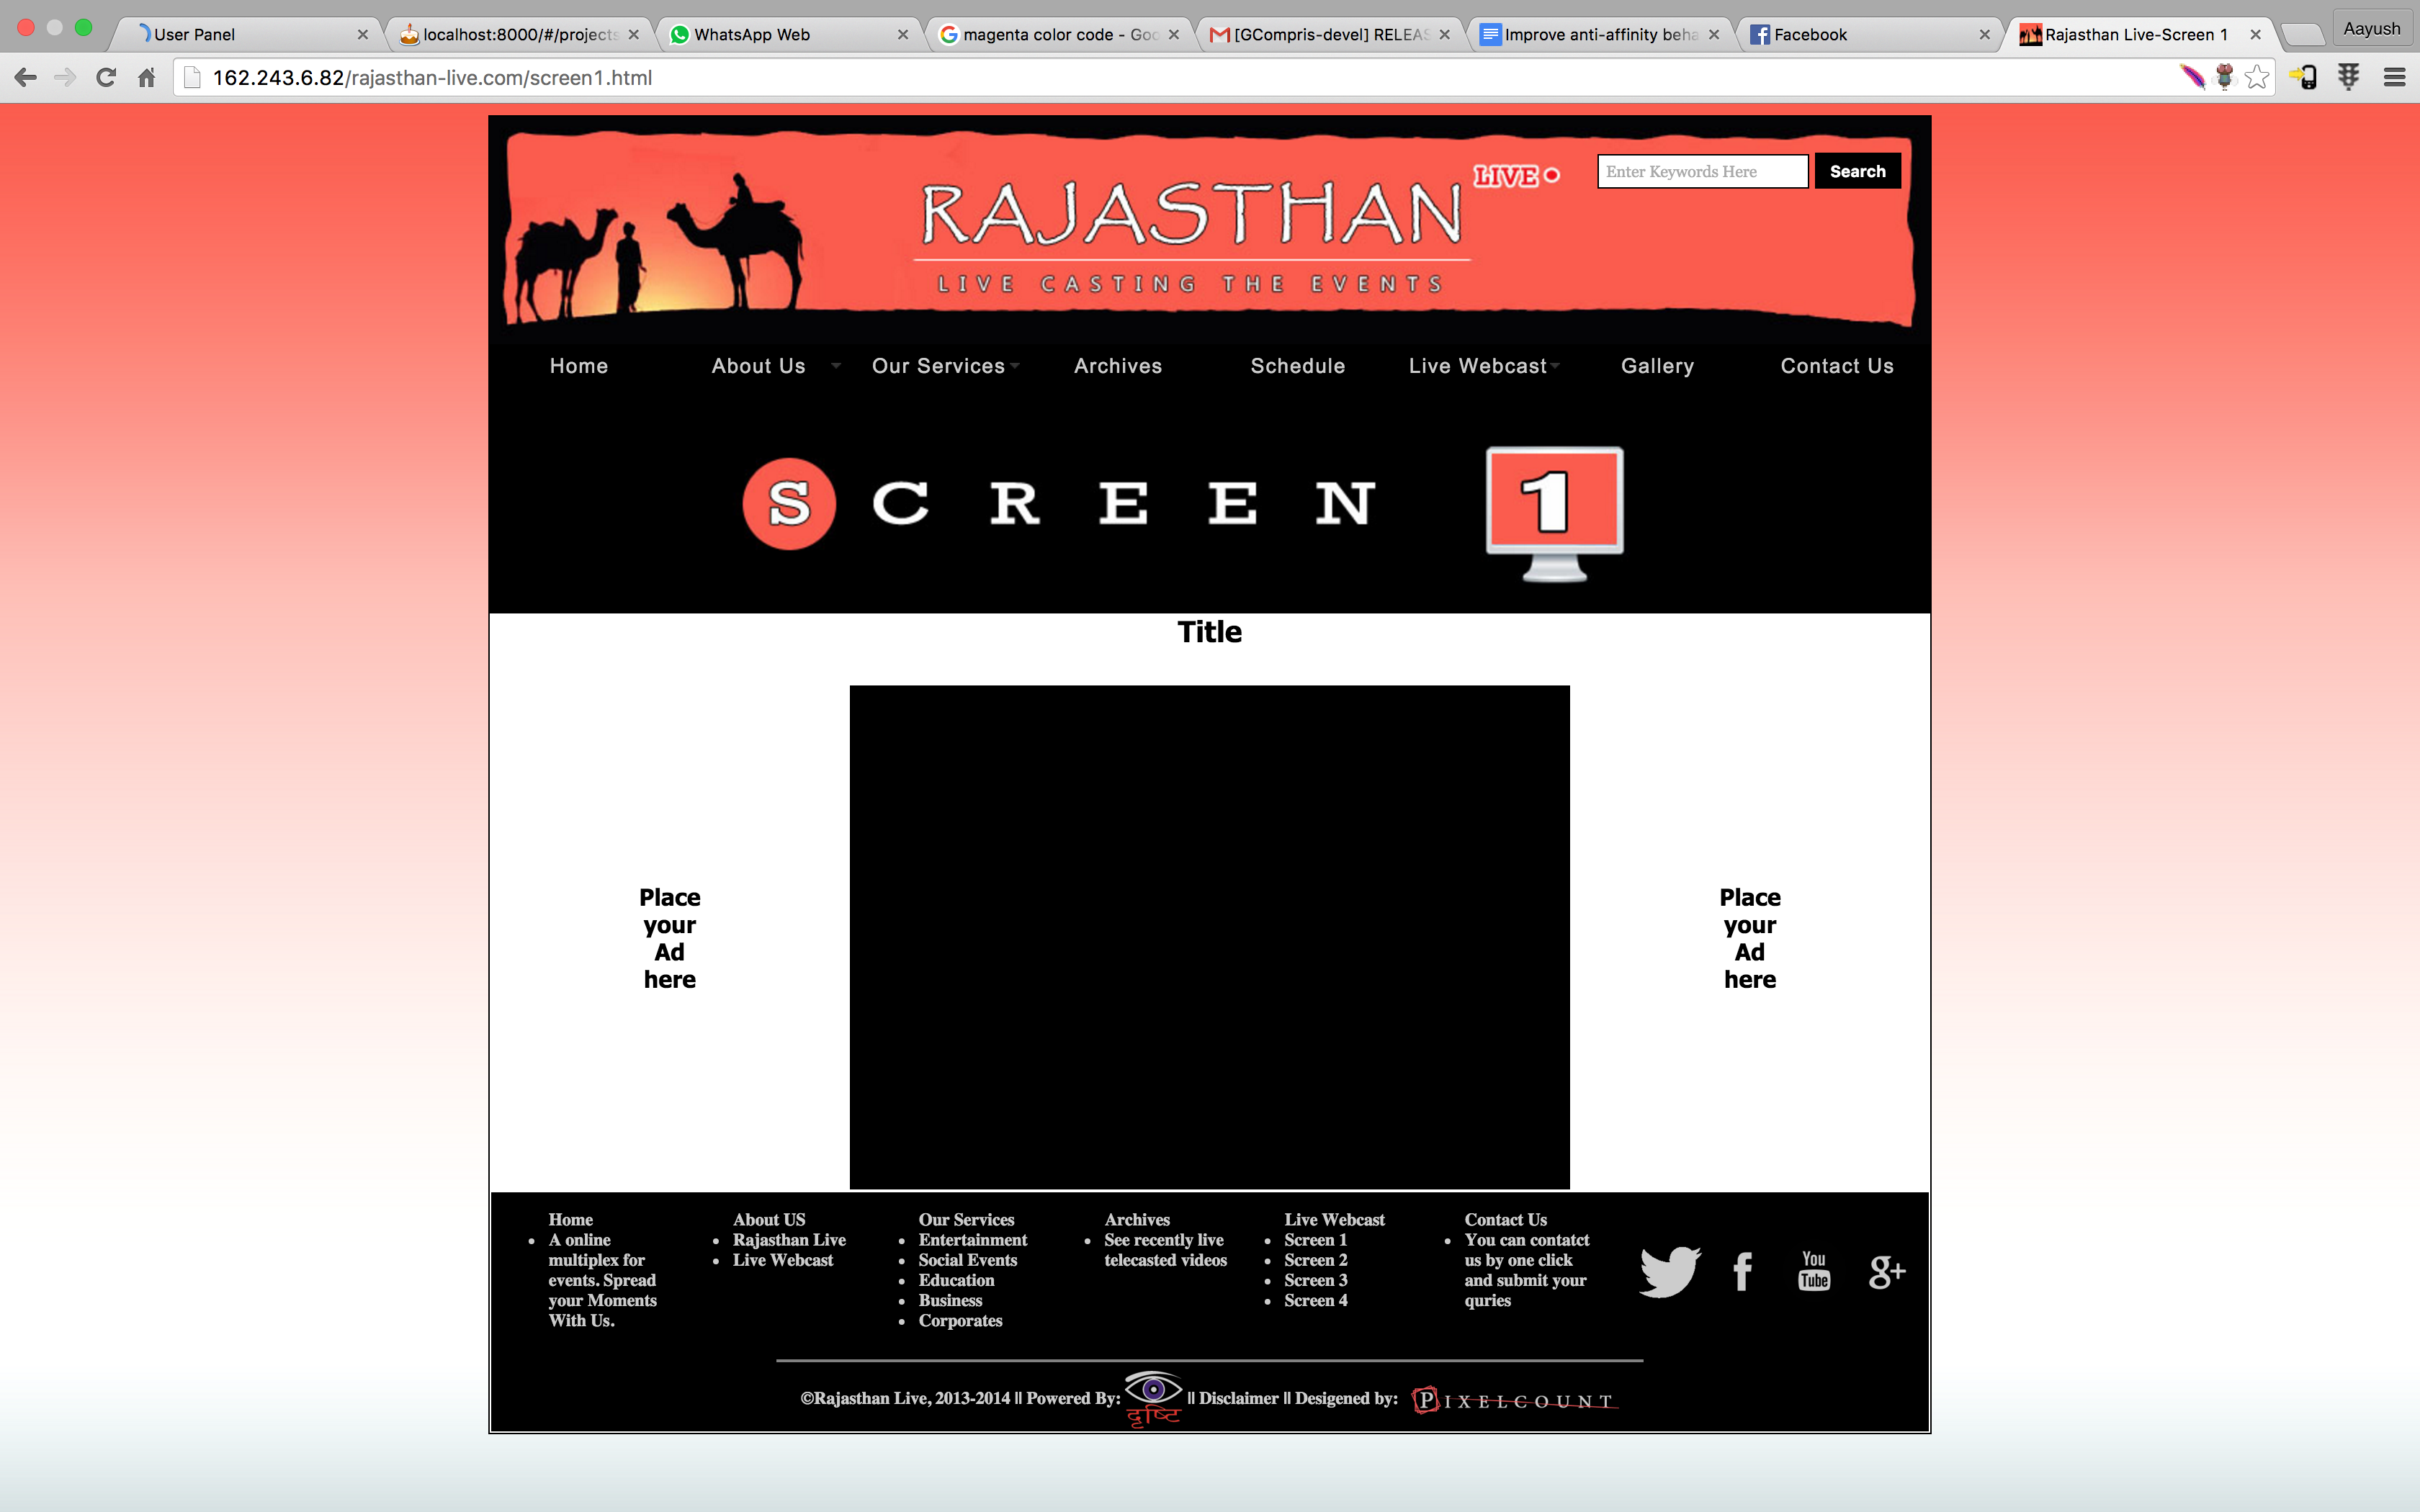 User Panel
localhost:8000/#/projects
WhatsApp Web
magenta color code - Goo
[GCompris-devel] RELEAS
Improve anti-affinity beha
Facebook
Rajasthan Live-Screen 1
Aayush
162.243.6.82/rajasthan-live.com/screen1.html
RAJASTHAN
LIVE
LIVE CASTING THE EVENTS
Enter Keywords Here
Search
Home
About Us
Our Services
Archives
Schedule
Live Webcast
Gallery
Contact Us
SCREEN 1
Title
Place
your
Ad
here
Place
your
Ad
here
Home
A online
multiplex for
events. Spread
your Moments
With Us.
About US
Rajasthan Live
Live Webcast
Our Services
Entertainment
Social Events
Education
Business
Corporates
Archives
See recently live
telecasted videos
Live Webcast
Screen 1
Screen 2
Screen 3
Screen 4
Contact Us
You can contatct
us by one click
and submit your
quries
You
Tube
g+
©Rajasthan Live, 2013-2014 || Powered By: दृष्टि || Disclaimer || Desigened by: PIXELCOUNT